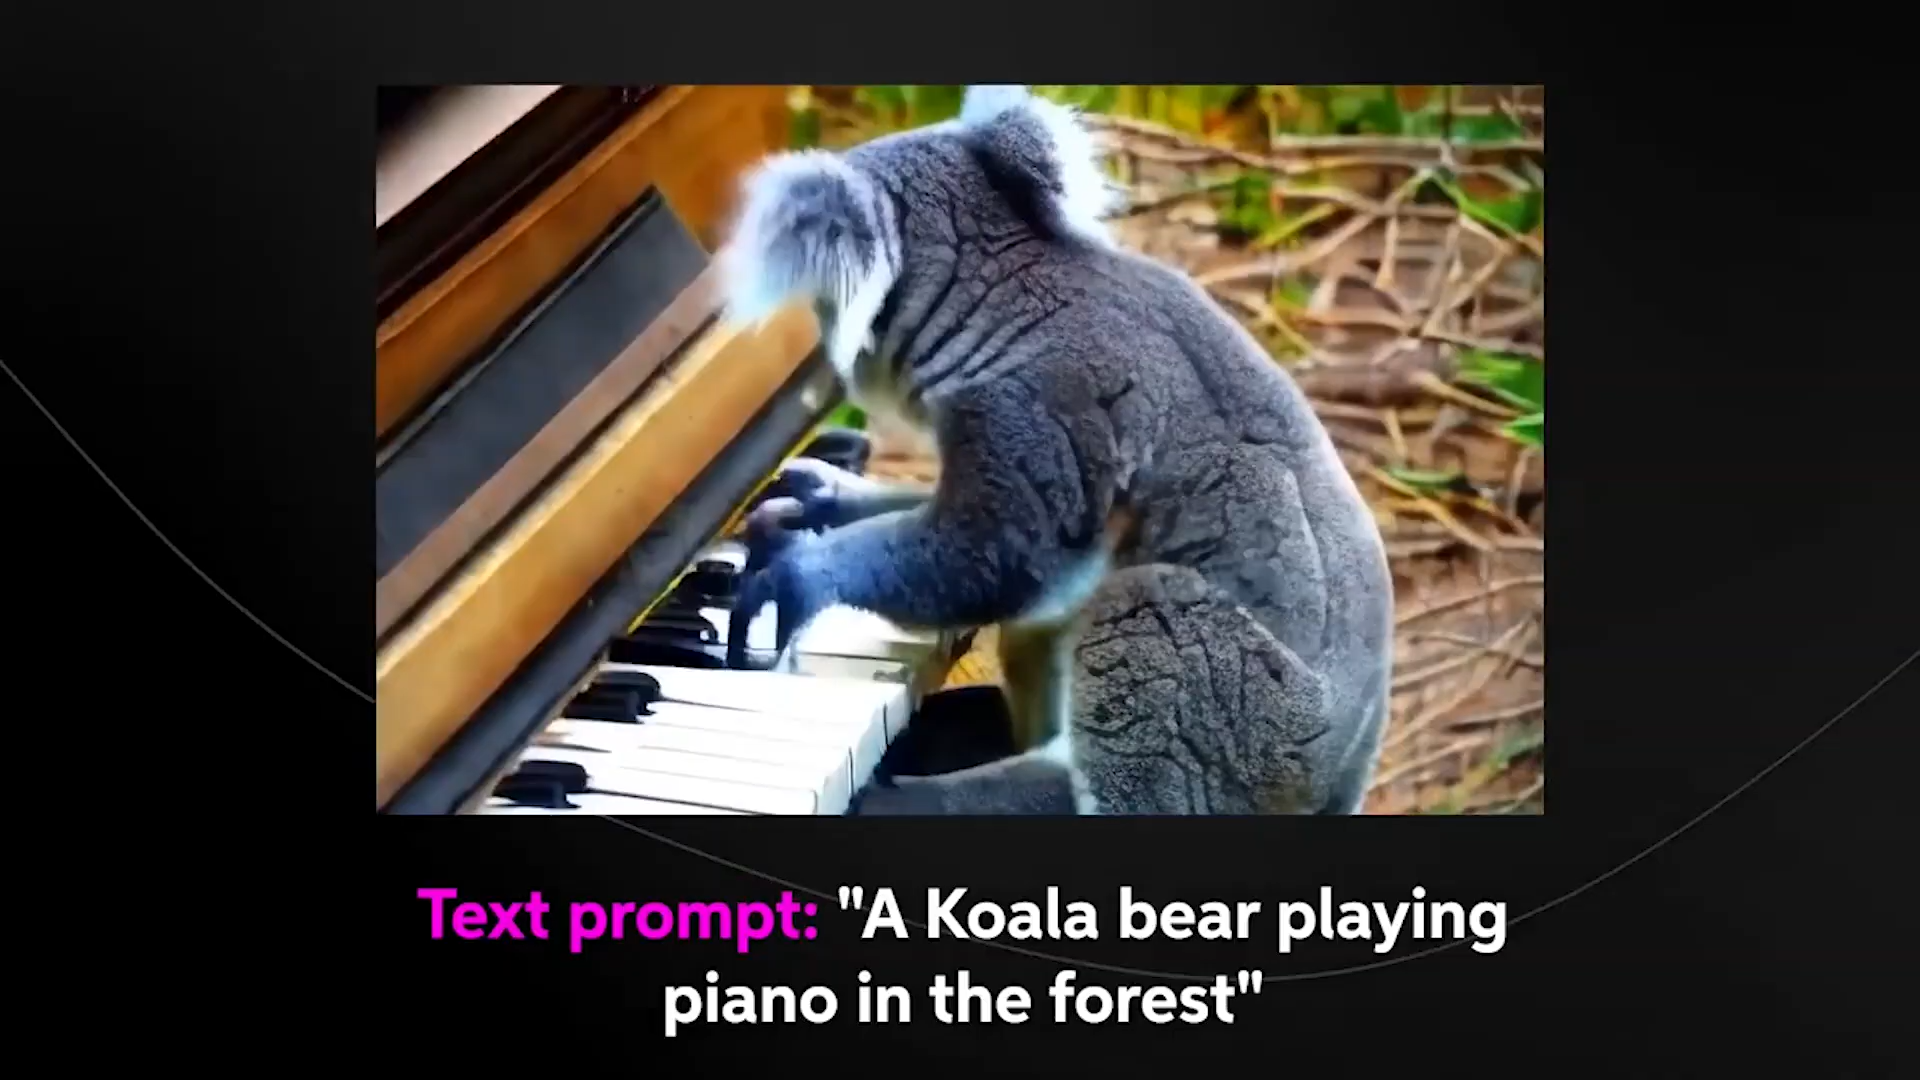 Text prompt: "A Koala bear playing
piano in the forest"